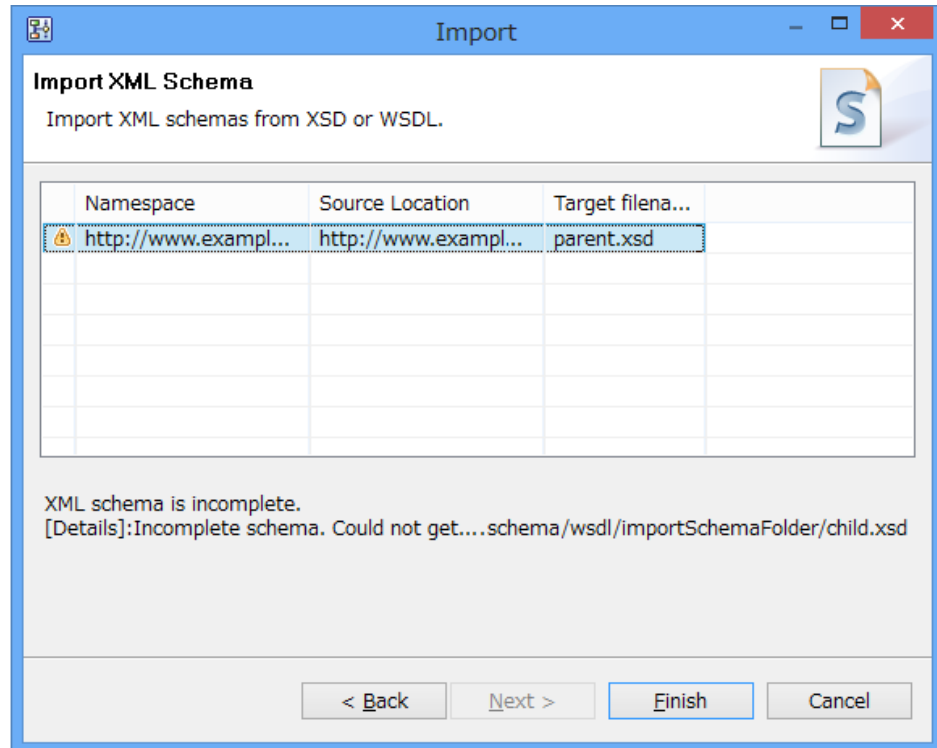 Import
Import XML Schema
Import XML schemas from XSD or WSDL.
S
Namespace Source Location Target filena...
http://www.exampl... http://www.exampl... parent.xsd
XML schema is incomplete.
[Details]:Incomplete schema. Could not get....schema/wsdl/importSchemaFolder/child.xsd
< Back Next > Finish Cancel